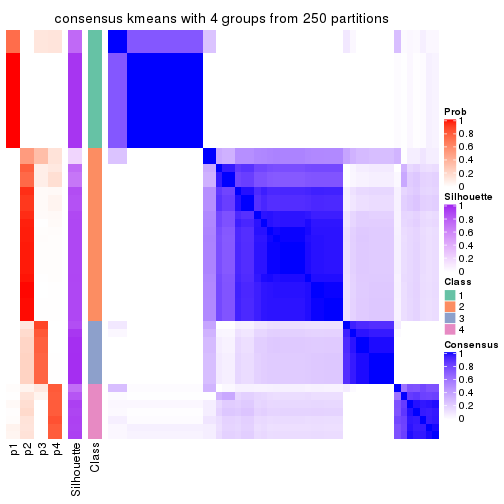 consensus kmeans with 4 groups from 250 partitions
Prob
1
0.8
0.6
0.4
0.2
0
Silhouette
1
0.8
0.6
0.4
0.2
0
Class
1
2
3
4
Consensus
1
0.8
0.6
0.4
0.2
0
p1
p2
p3
p4
Silhouette
Class